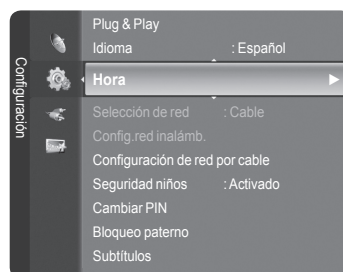 Configuración
Plug & Play
Idioma : Español
Hora
Selección de red : Cable
Config.red inalámb.
Configuración de red por cable
Seguridad niños : Activado
Cambiar PIN
Bloqueo paterno
Subtítulos